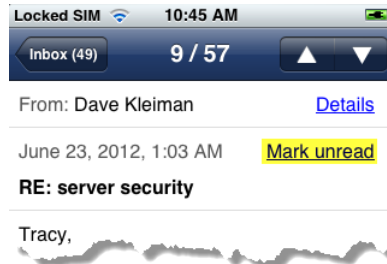 Locked SIM 10:45 AM
Inbox (49) 9 / 57
From: Dave Kleiman Details
June 23, 2012, 1:03 AM Mark unread
RE: server security
Tracy,